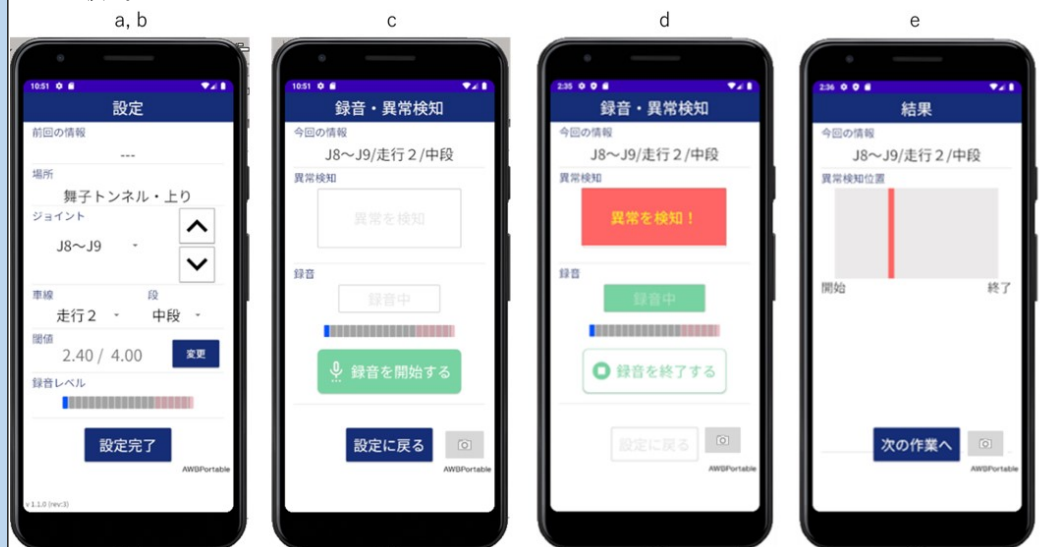 a, b
c
d
e
10:51
設定
前回の情報
---
場所
舞子トンネル・上り
ジョイント
J8～J9
車線
段
走行2
中段
閾値
2.40 / 4.00
変更
録音レベル
設定完了
AWBPortable
v 1.1.0 (rev:3)
10:51
録音・異常検知
今回の情報
J8～J9/走行2/中段
異常検知
異常を検知
録音
録音中
録音を開始する
設定に戻る
AWBPortable
2:35
録音・異常検知
今回の情報
J8～J9/走行2/中段
異常検知
異常を検知！
録音
録音中
録音を終了する
設定に戻る
AWBPortable
2:36
結果
今回の情報
J8～J9/走行2/中段
異常検知位置
開始
終了
次の作業へ
AWBPortable